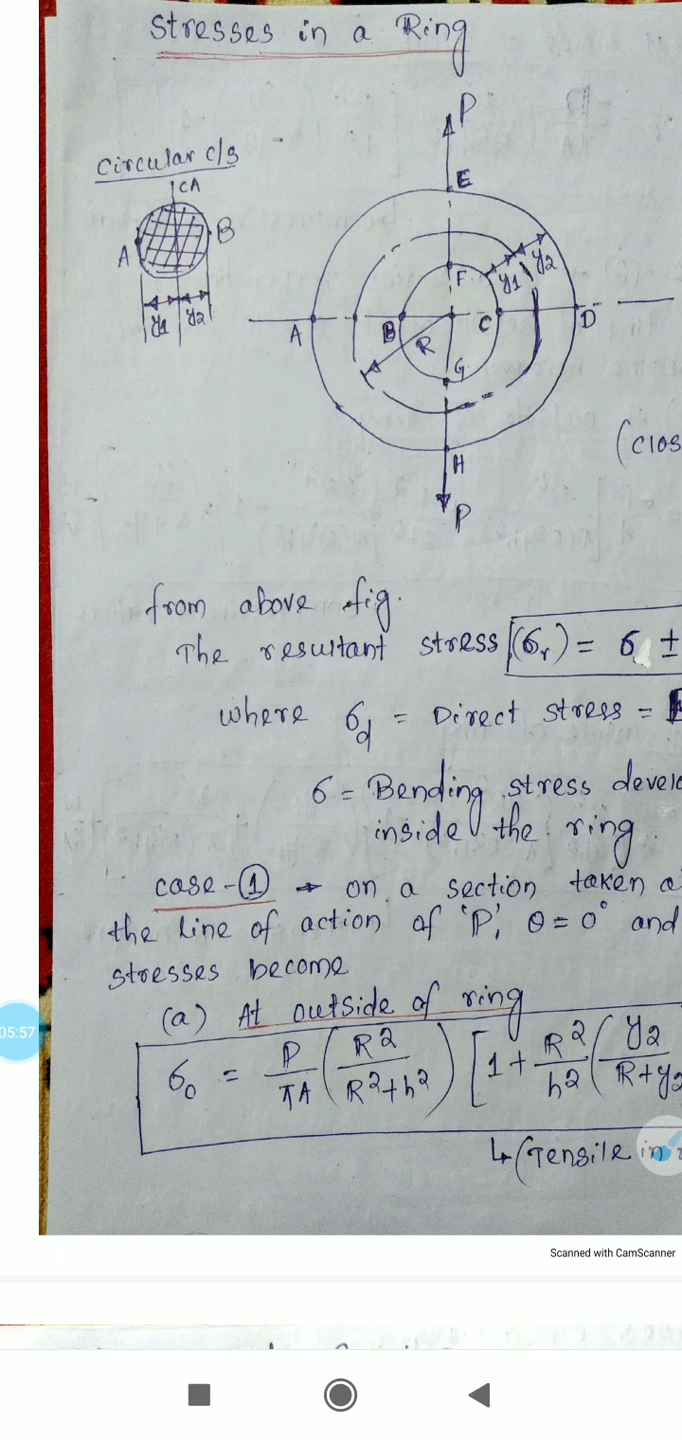 Stresses in a Ring
P
E
circular c/s
CA
A
B
y1
y2
F
y1
y2
A
B
R
C
D
G
H
P
(clos
from above fig.
The resultant stress (σr) = σ ±
where σd = Direct stress =
σ = Bending stress devel
inside the ring
case-① → on a section taken a
the line of action of 'P', θ = 0° and
stresses become
(a) At outside of ring
05:57
σo = P/πA (R²/R²+h²) [1 + R²/h² (y2/R+y2
↳ (Tensile in
Scanned with CamScanner